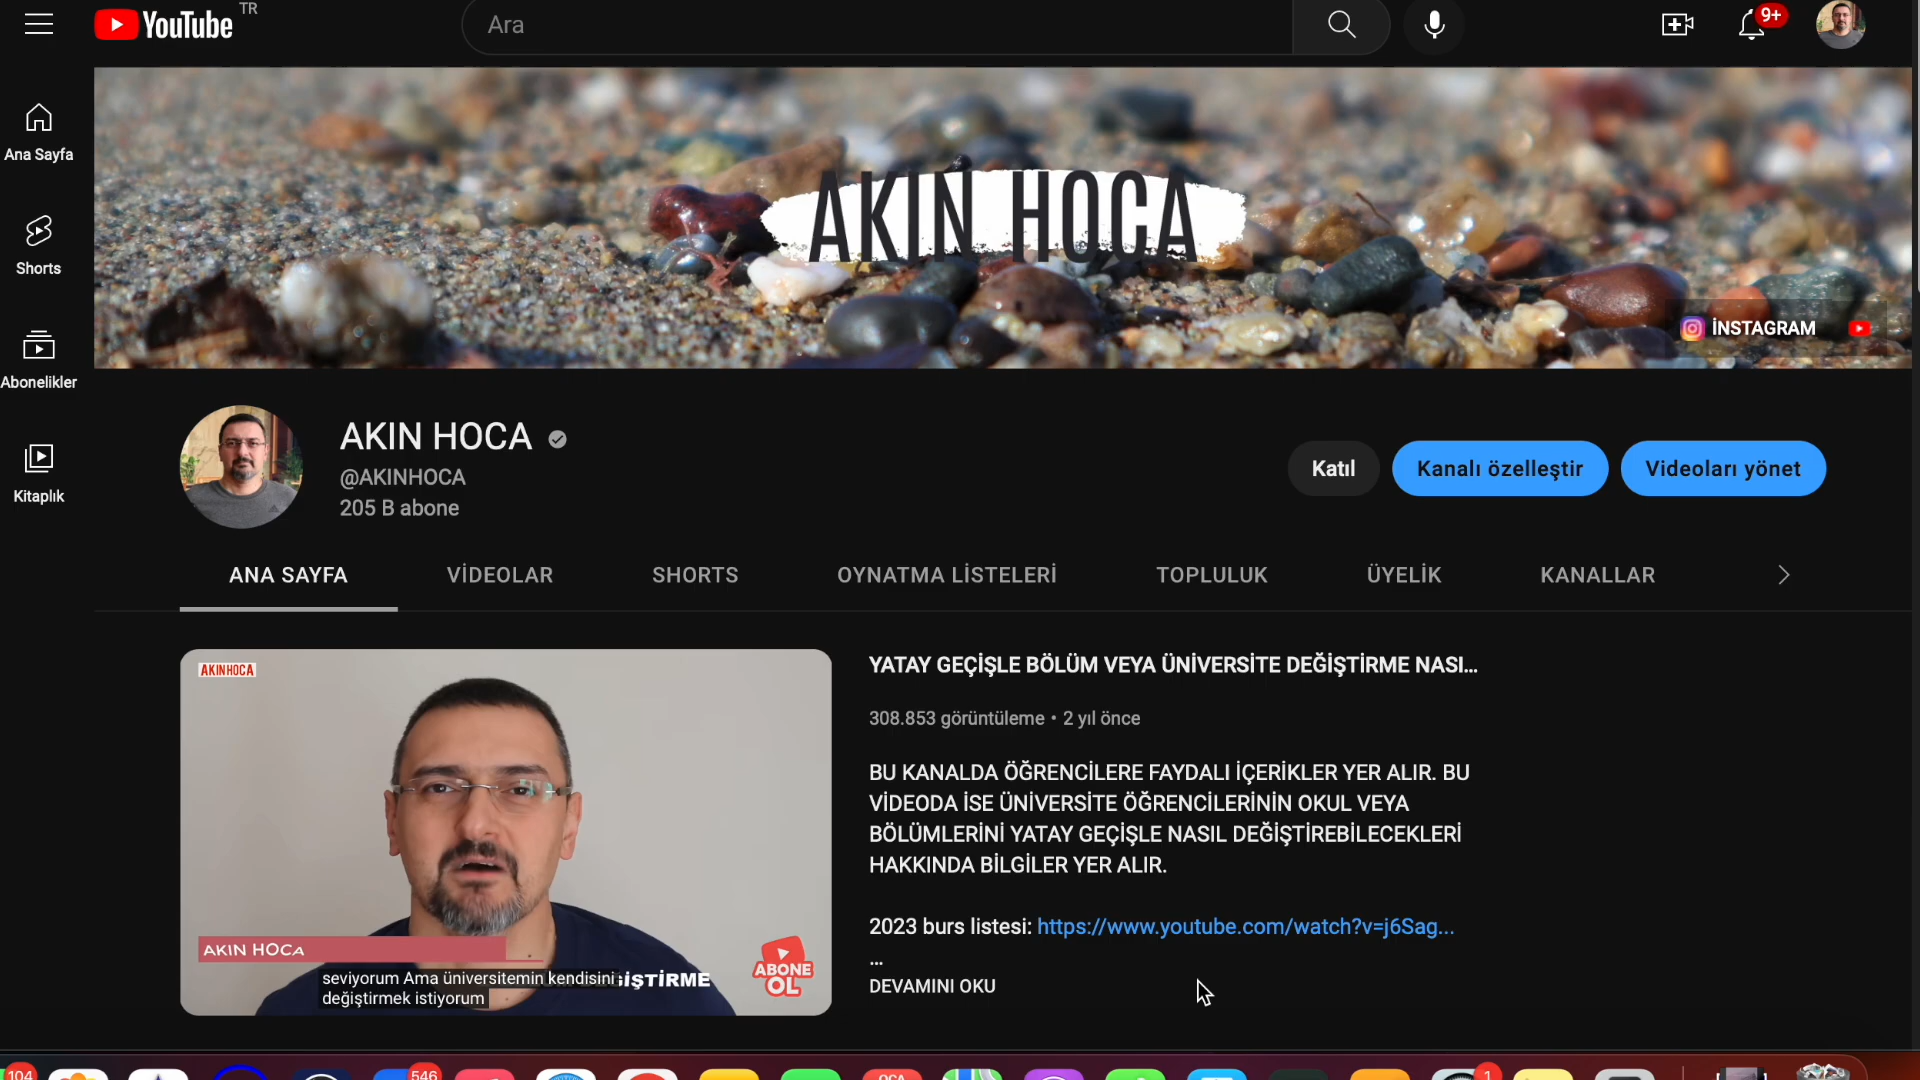 YouTube TR
Ara
9+
Ana Sayfa
Shorts
Abonelikler
Kitaplık
AKIN HOCA
İNSTAGRAM
AKIN HOCA
@AKINHOCA
205 B abone
Katıl
Kanalı özelleştir
Videoları yönet
ANA SAYFA
VİDEOLAR
SHORTS
OYNATMA LİSTELERİ
TOPLULUK
ÜYELİK
KANALLAR
AKINHOCA
AKIN HOCA
seviyorum Ama üniversitemin kendisini
değiştirmek istiyorum
İŞTİRME
ABONE
OL
YATAY GEÇİŞLE BÖLÜM VEYA ÜNİVERSİTE DEĞİŞTİRME NASI...
308.853 görüntüleme • 2 yıl önce
BU KANALDA ÖĞRENCİLERE FAYDALI İÇERİKLER YER ALIR. BU
VİDEODA İSE ÜNİVERSİTE ÖĞRENCİLERİNİN OKUL VEYA
BÖLÜMLERİNİ YATAY GEÇİŞLE NASIL DEĞİŞTİREBİLECEKLERİ
HAKKINDA BİLGİLER YER ALIR.
2023 burs listesi: https://www.youtube.com/watch?v=j6Sag...
...
DEVAMINI OKU
104
546
OCA
1